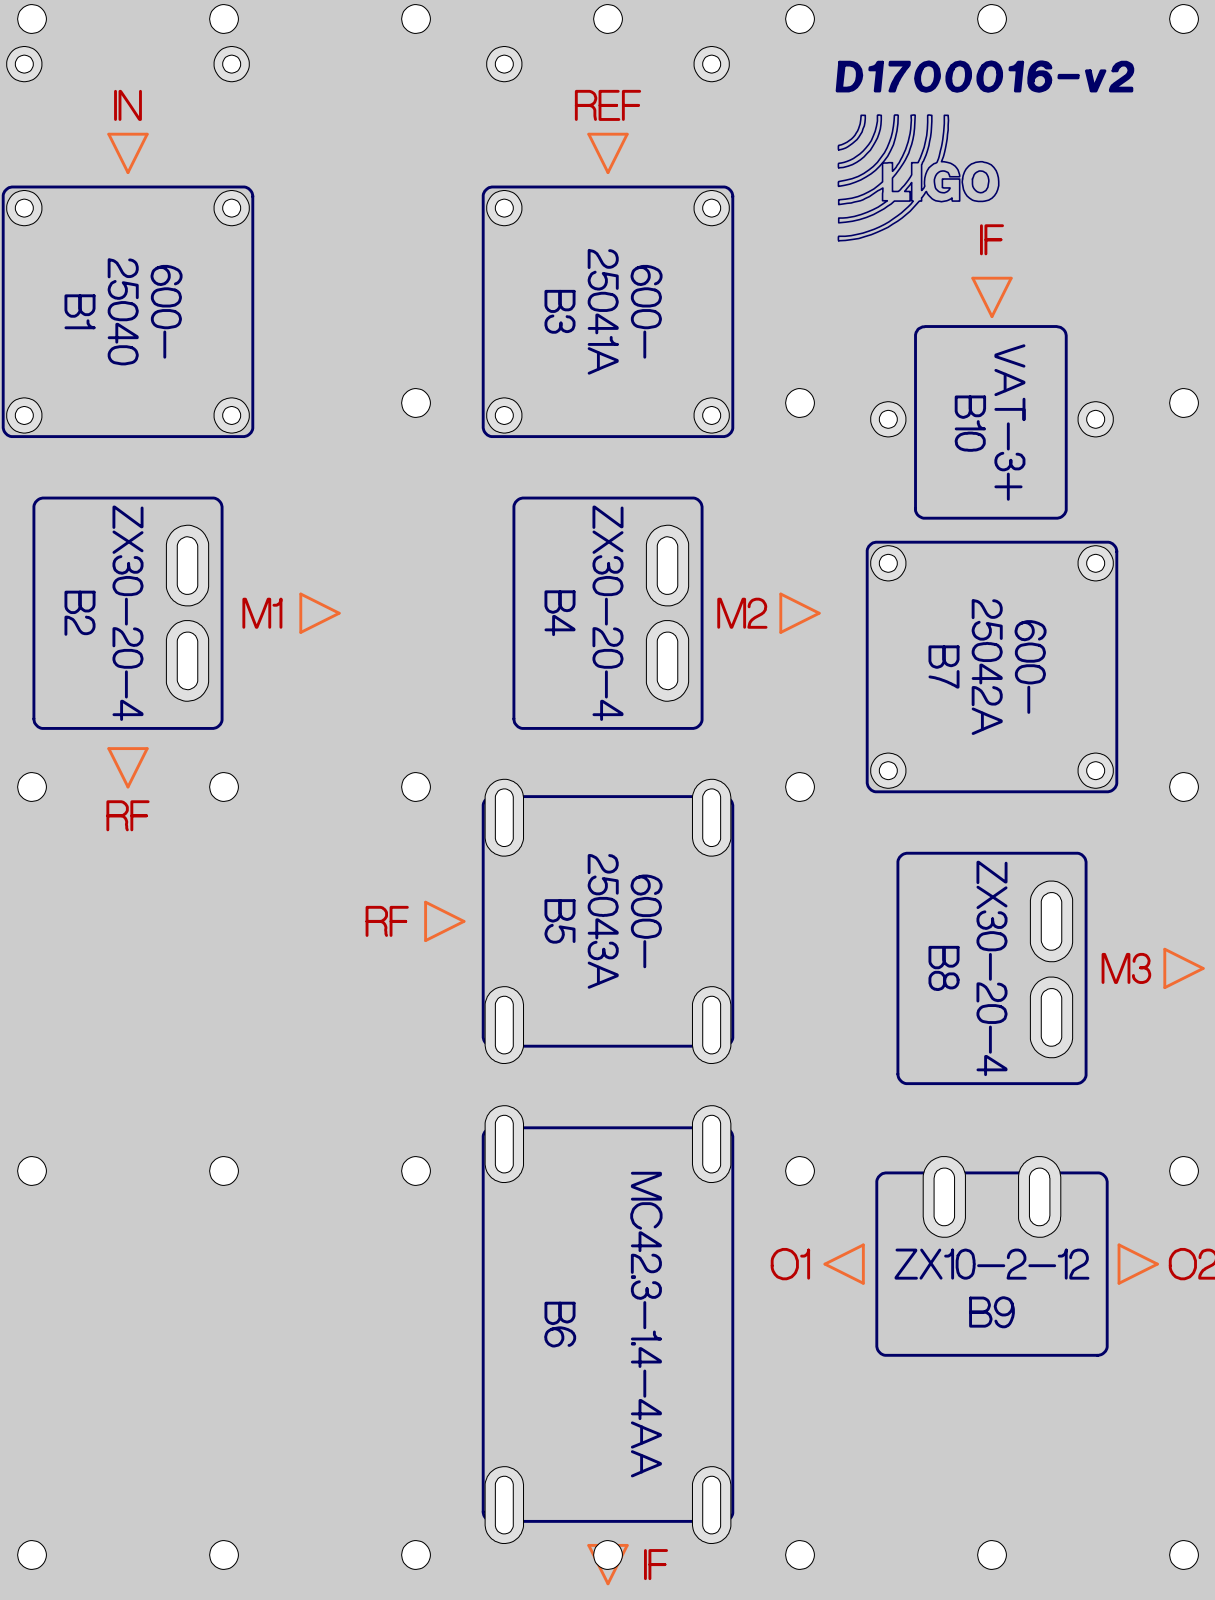 D1700016-v2
LIGO
IN
REF
IF
600-
25040
B1
600-
25041A
B3
VAT-3+
B10
ZX30-20-4
B2
M1
ZX30-20-4
B4
M2
600-
25042A
B7
RF
RF
600-
25043A
B5
ZX30-20-4
B8
M3
MC42.3-1.4-4AA
B6
O1
ZX10-2-12
B9
O2
IF